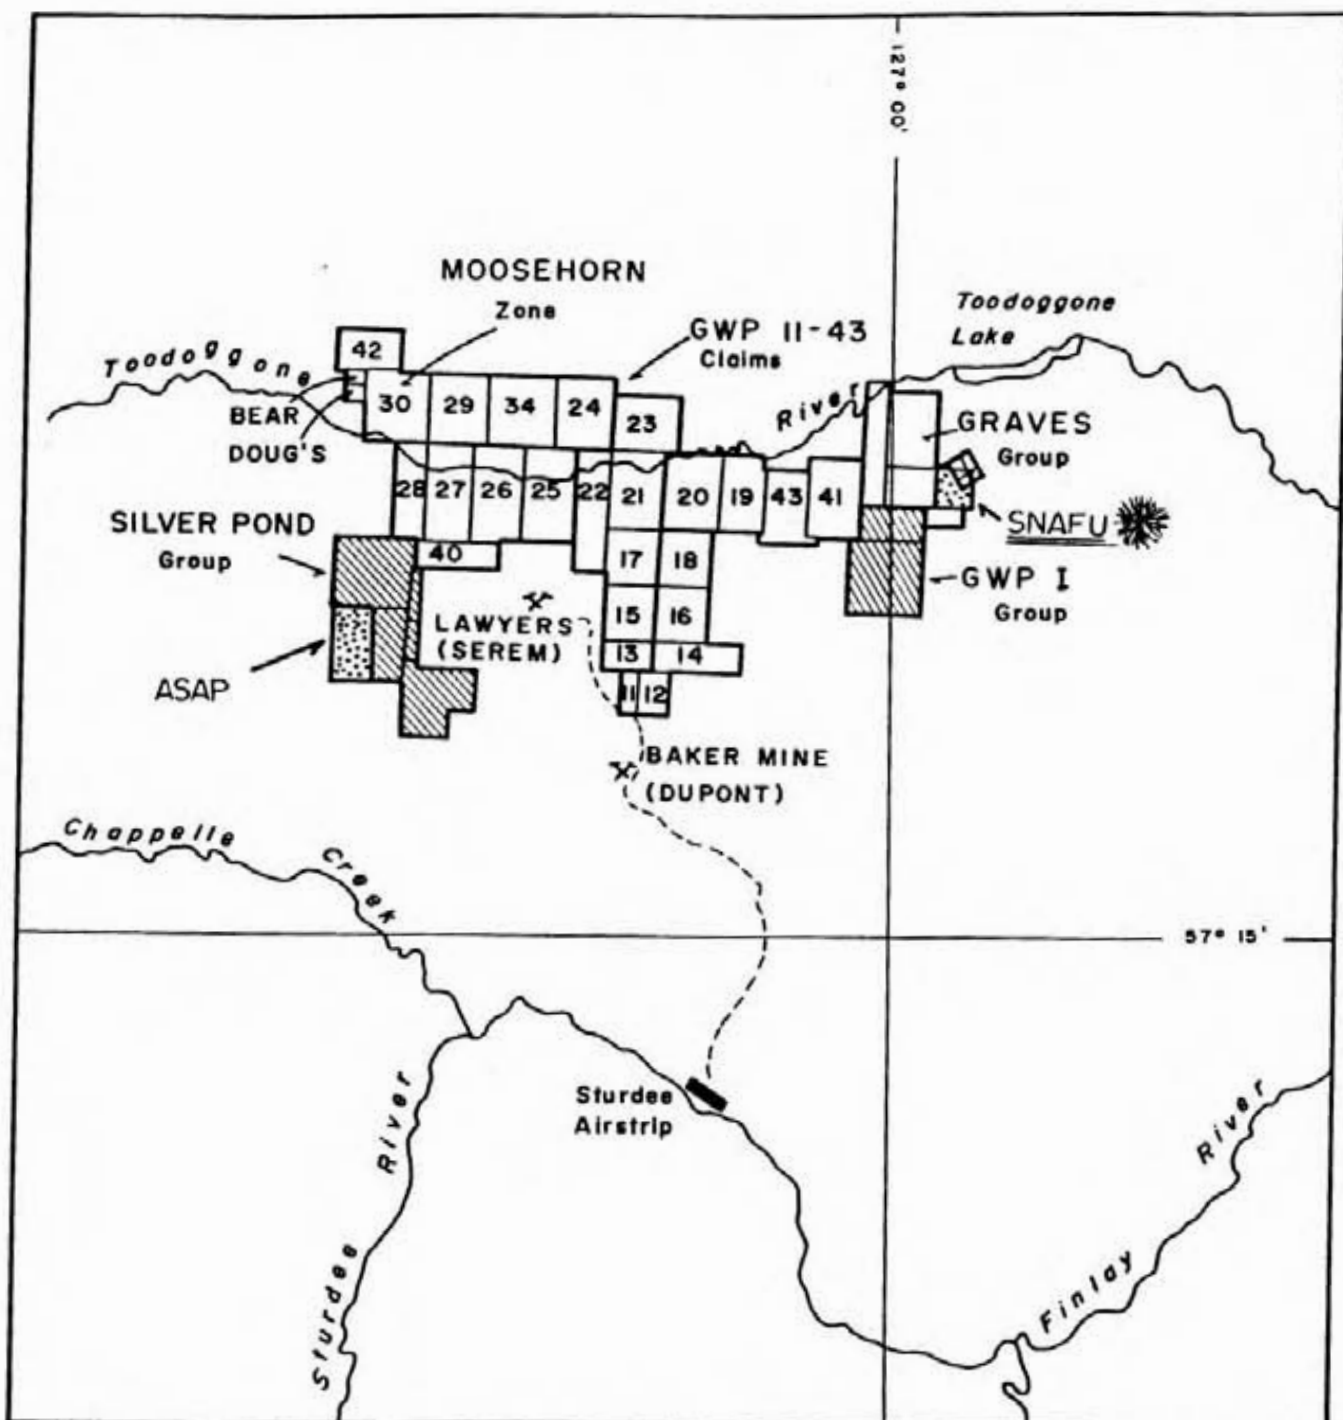 127° 00'
MOOSEHORN
Zone
Toodoggone
Lake
GWP 11-43
Claims
Toodoggone
River
42
BEAR
DOUG'S
30
29
34
24
23
GRAVES
Group
28
27
26
25
22
21
20
19
43
41
SNAFU
SILVER POND
Group
40
17
18
GWP I
Group
LAWYERS
(SEREM)
15
16
13
14
ASAP
11
12
BAKER MINE
(DUPONT)
Chappelle
Creek
57° 15'
Sturdee
Airstrip
Sturdee
River
Finlay
River